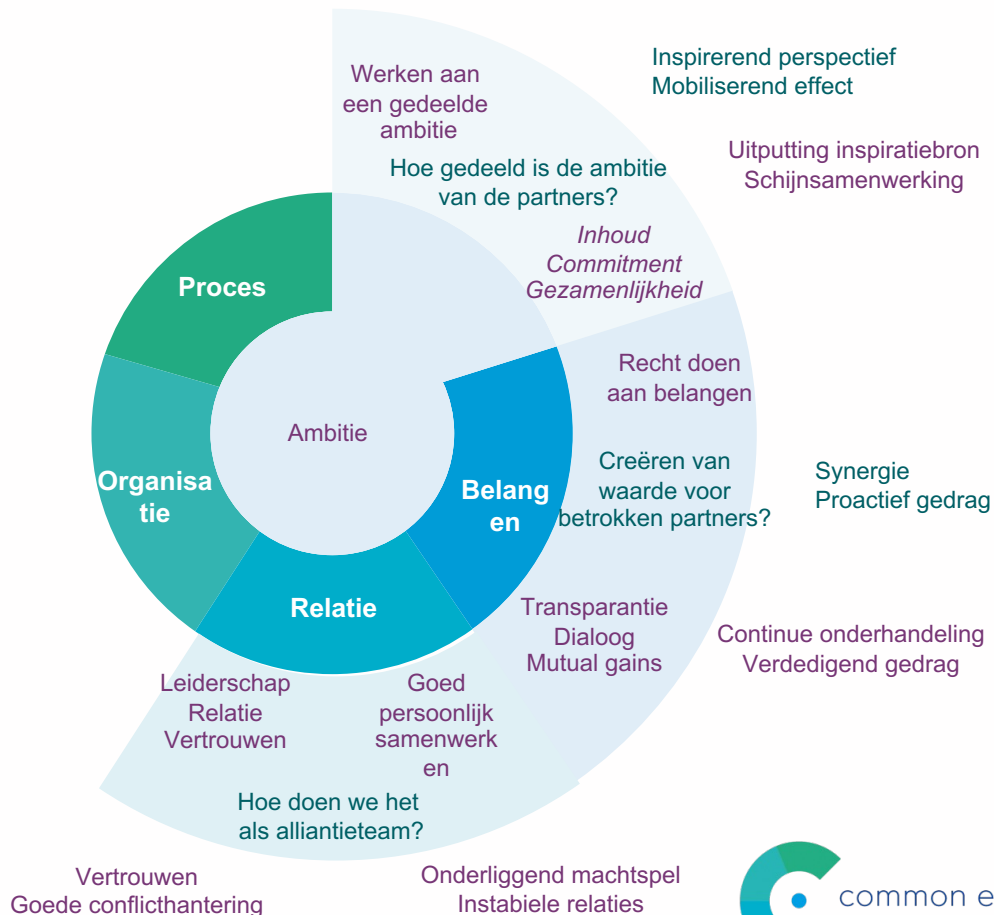 Inspirerend perspectief
Mobiliserend effect
Werken aan
een gedeelde
ambitie
Uitputting inspiratiebron
Schijnsamenwerking
Hoe gedeeld is de ambitie
van de partners?
Inhoud
Commitment
Gezamenlijkheid
Proces
Recht doen
aan belangen
Ambitie
Organisa
tie
Belang
en
Creëren van
waarde voor
betrokken partners?
Synergie
Proactief gedrag
Relatie
Transparantie
Dialoog
Mutual gains
Continue onderhandeling
Verdedigend gedrag
Leiderschap
Relatie
Vertrouwen
Goed
persoonlijk
samenwerk
en
Hoe doen we het
als alliantieteam?
Vertrouwen
Goede conflicthantering
Onderliggend machtspel
Instabiele relaties
common e